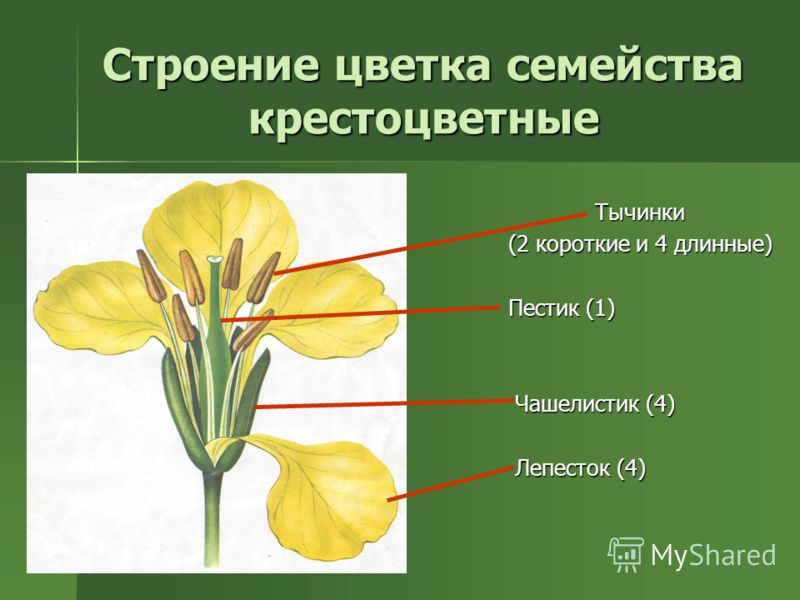 Строение цветка семейства
крестоцветные
Тычинки
(2 короткие и 4 длинные)
Пестик (1)
Чашелистик (4)
Лепесток (4)
MyShared